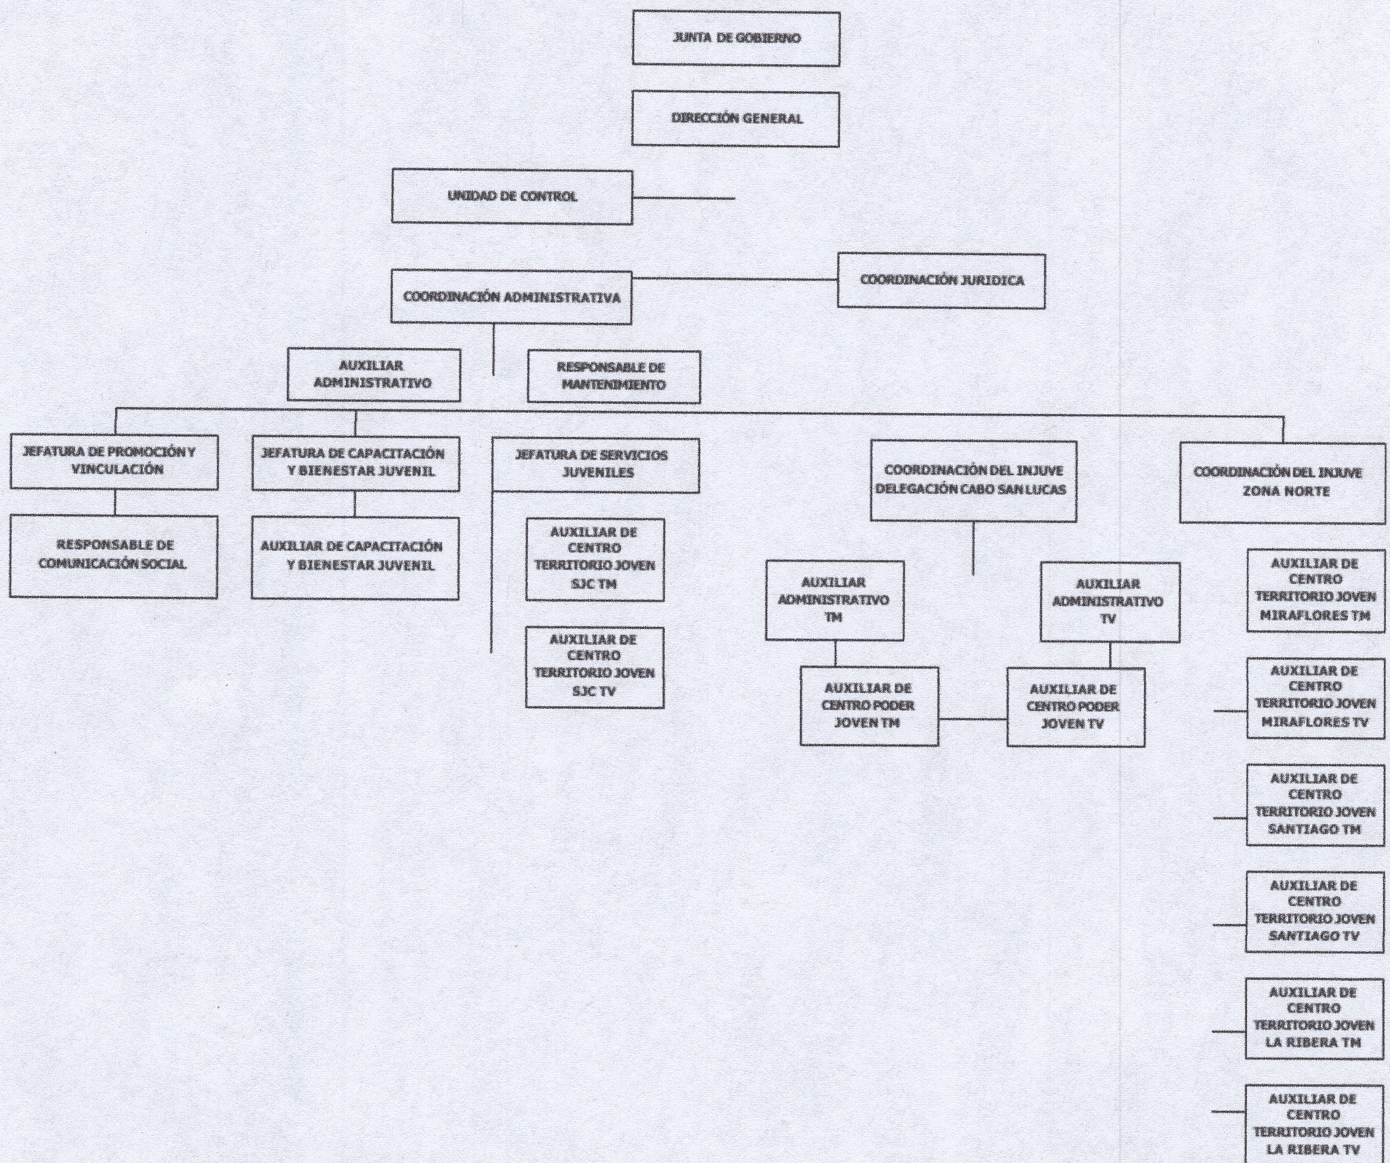 JUNTA DE GOBIERNO
DIRECCIÓN GENERAL
UNIDAD DE CONTROL
COORDINACIÓN JURIDICA
COORDINACIÓN ADMINISTRATIVA
AUXILIAR
ADMINISTRATIVO
RESPONSABLE DE
MANTENIMIENTO
JEFATURA DE PROMOCIÓN Y
VINCULACIÓN
JEFATURA DE CAPACITACIÓN
Y BIENESTAR JUVENIL
JEFATURA DE SERVICIOS
JUVENILES
COORDINACIÓN DEL INJUVE
DELEGACIÓN CABO SAN LUCAS
COORDINACIÓN DEL INJUVE
ZONA NORTE
RESPONSABLE DE
COMUNICACIÓN SOCIAL
AUXILIAR DE CAPACITACIÓN
Y BIENESTAR JUVENIL
AUXILIAR DE
CENTRO
TERRITORIO JOVEN
SJC TM
AUXILIAR DE
CENTRO
TERRITORIO JOVEN
SJC TV
AUXILIAR
ADMINISTRATIVO
TM
AUXILIAR
ADMINISTRATIVO
TV
AUXILIAR DE
CENTRO PODER
JOVEN TM
AUXILIAR DE
CENTRO PODER
JOVEN TV
AUXILIAR DE
CENTRO
TERRITORIO JOVEN
MIRAFLORES TM
AUXILIAR DE
CENTRO
TERRITORIO JOVEN
MIRAFLORES TV
AUXILIAR DE
CENTRO
TERRITORIO JOVEN
SANTIAGO TM
AUXILIAR DE
CENTRO
TERRITORIO JOVEN
SANTIAGO TV
AUXILIAR DE
CENTRO
TERRITORIO JOVEN
LA RIBERA TM
AUXILIAR DE
CENTRO
TERRITORIO JOVEN
LA RIBERA TV